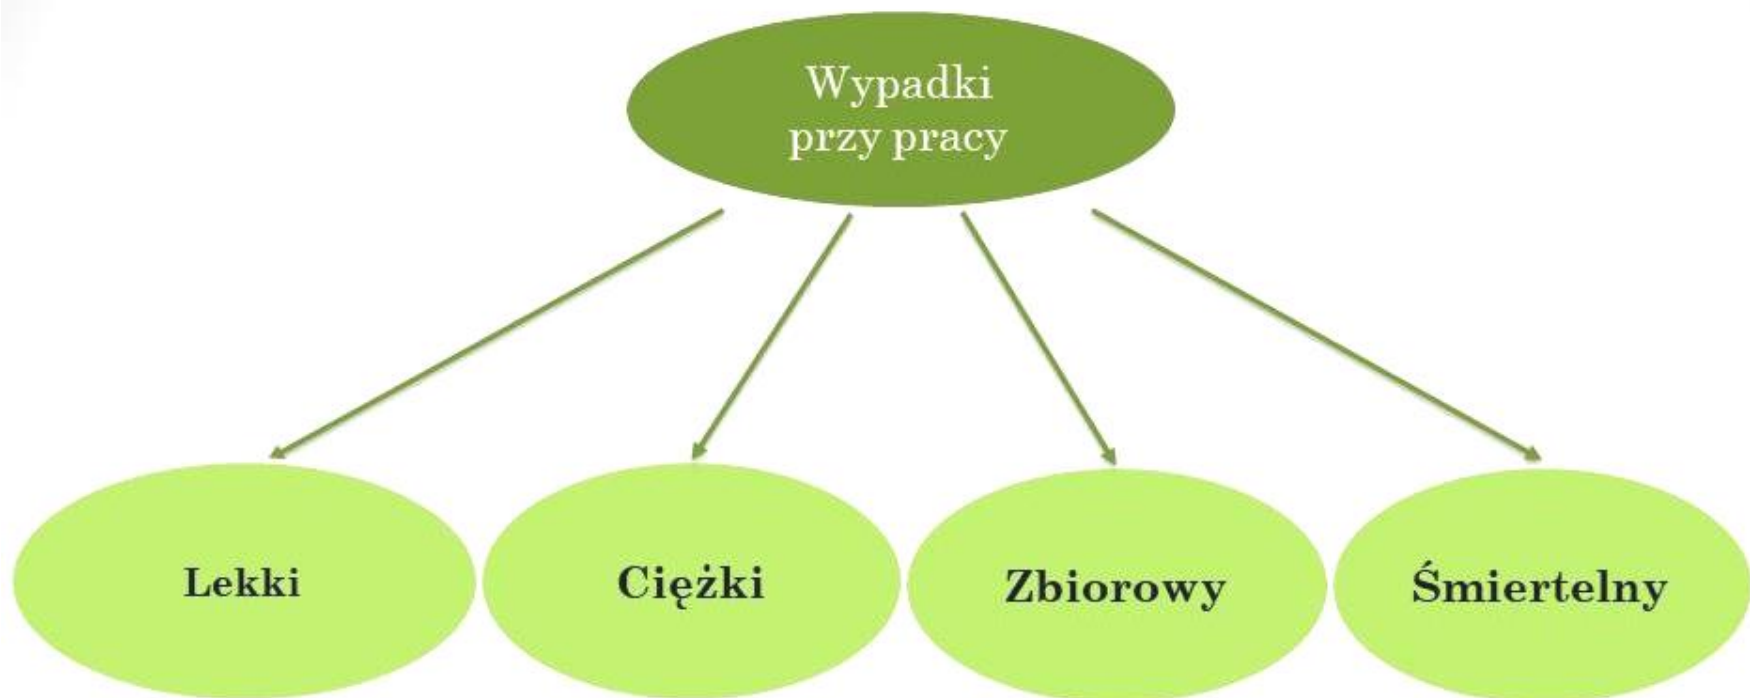 Wypadki
przy pracy
Lekki
Ciężki
Zbiorowy
Śmiertelny